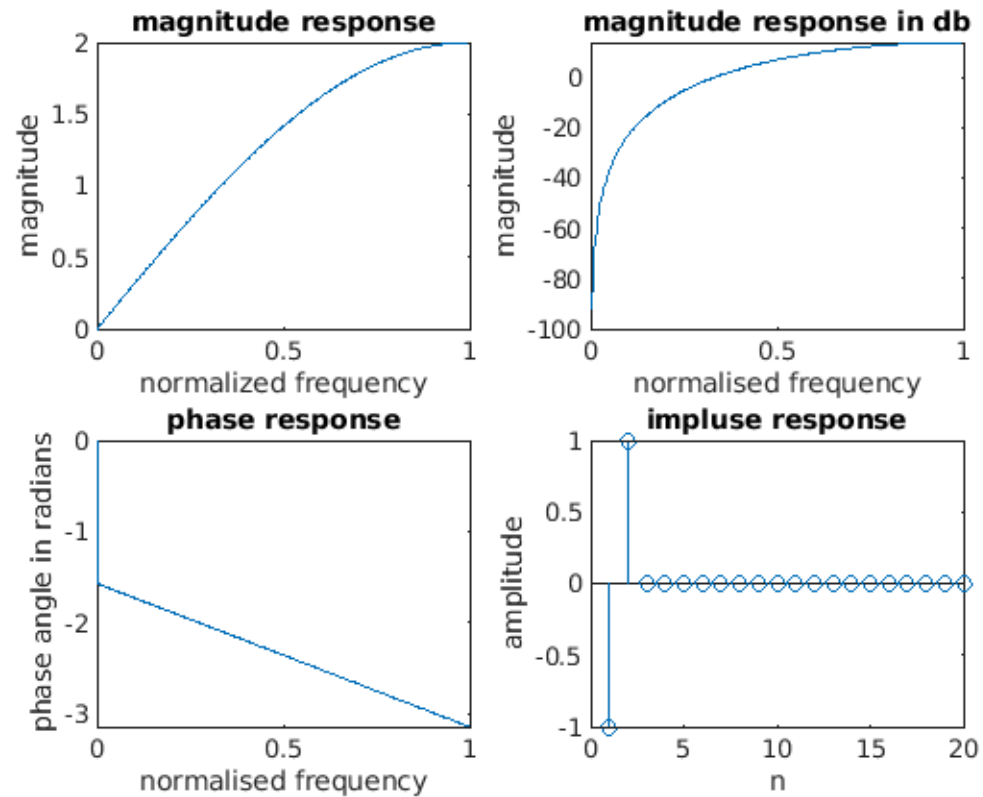 magnitude response
2
1.5
1
0.5
0
0 0.5 1
magnitude
normalized frequency
magnitude response in db
0
-20
-40
-60
-80
-100
0 0.5 1
magnitude
normalised frequency
phase response
0
-1
-2
-3
0 0.5 1
phase angle in radians
normalised frequency
impluse response
1
0.5
0
-0.5
-1
0 5 10 15 20
amplitude
n